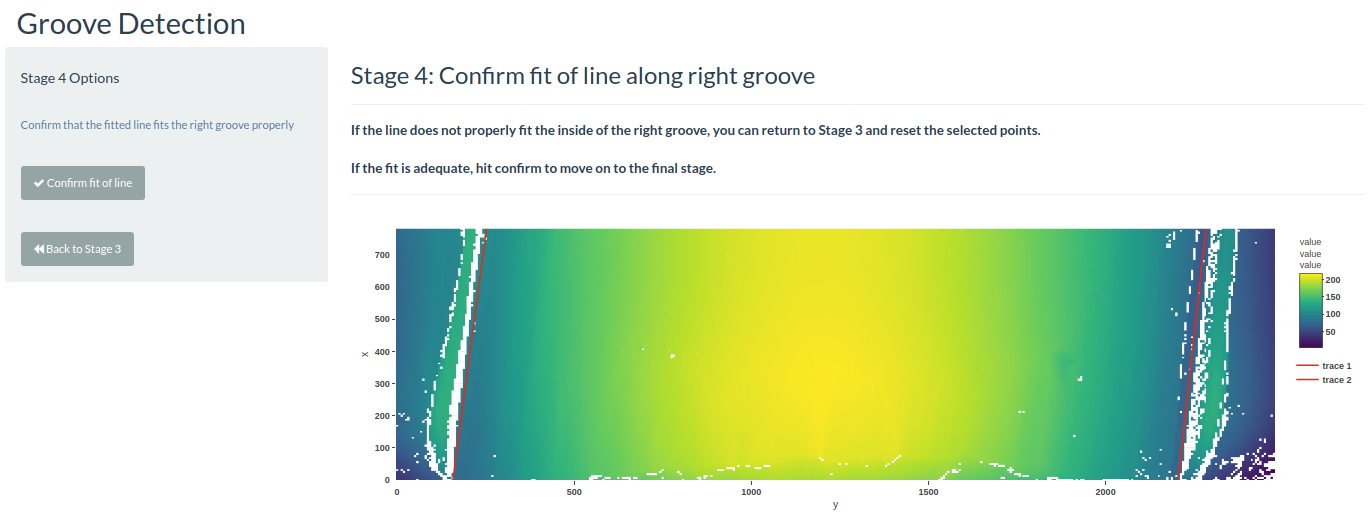 Groove Detection
Stage 4 Options
Confirm that the fitted line fits the right groove properly
Confirm fit of line
Back to Stage 3
Stage 4: Confirm fit of line along right groove
If the line does not properly fit the inside of the right groove, you can return to Stage 3 and reset the selected points.
If the fit is adequate, hit confirm to move on to the final stage.
700
600
500
400
300
200
100
0
x
0
500
1000
1500
2000
y
value
value
value
200
150
100
50
trace 1
trace 2